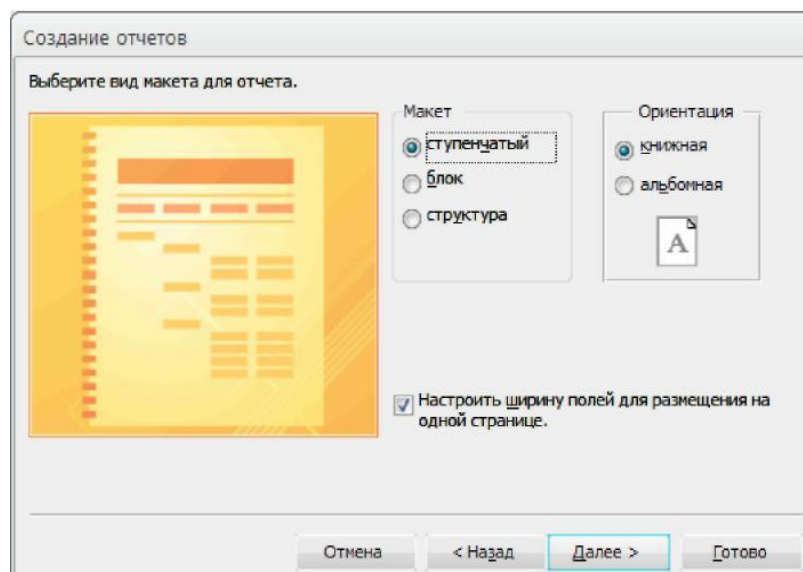 Создание отчетов
Выберите вид макета для отчета.
Макет
ступенчатый
блок
структура
Ориентация
книжная
альбомная
A
Настроить ширину полей для размещения на
одной странице.
Отмена
< Назад
Далее >
Готово